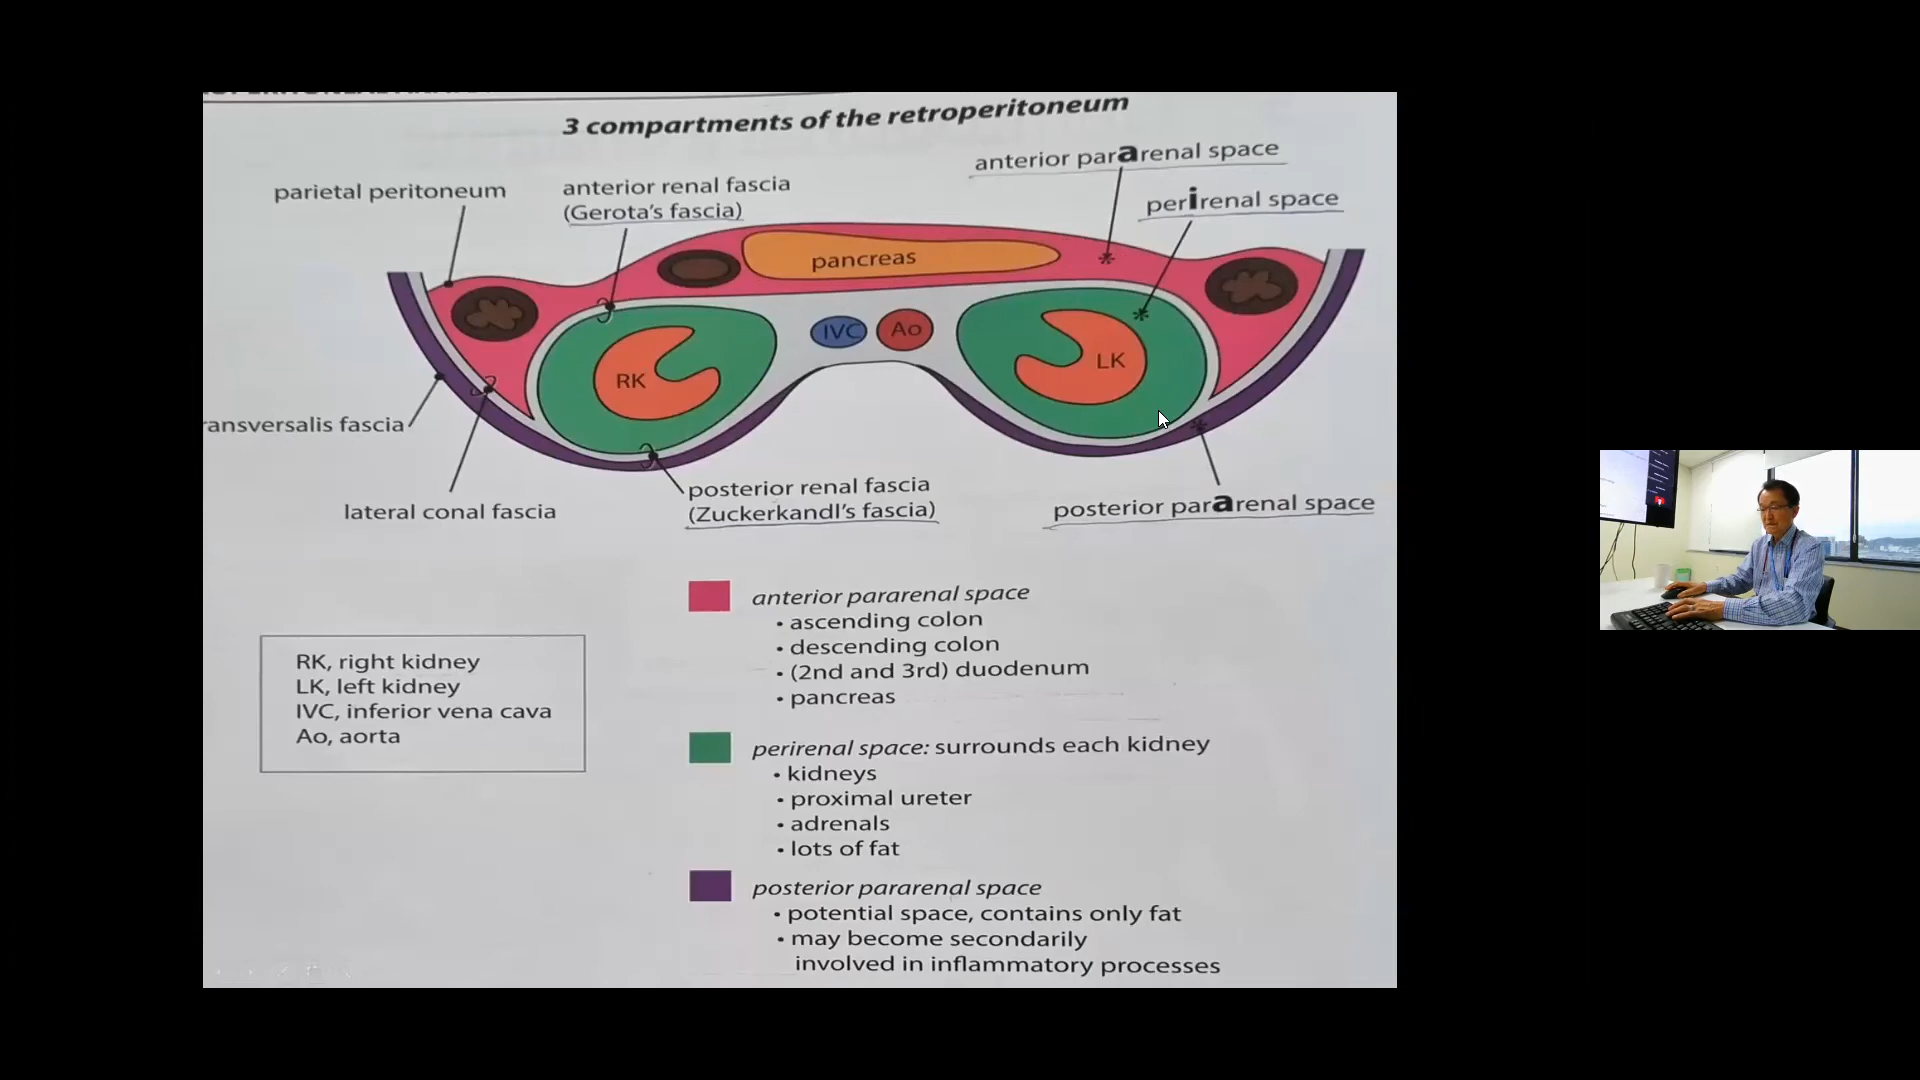 3 compartments of the retroperitoneum
anterior pararenal space
parietal peritoneum
anterior renal fascia
(Gerota's fascia)
perirenal space
pancreas
IVC
Ao
RK
LK
ransversalis fascia
lateral conal fascia
posterior renal fascia
(Zuckerkandl's fascia)
posterior pararenal space
anterior pararenal space
• ascending colon
• descending colon
• (2nd and 3rd) duodenum
• pancreas
RK, right kidney
LK, left kidney
IVC, inferior vena cava
Ao, aorta
perirenal space: surrounds each kidney
• kidneys
• proximal ureter
• adrenals
• lots of fat
posterior pararenal space
• potential space, contains only fat
• may become secondarily
involved in inflammatory processes